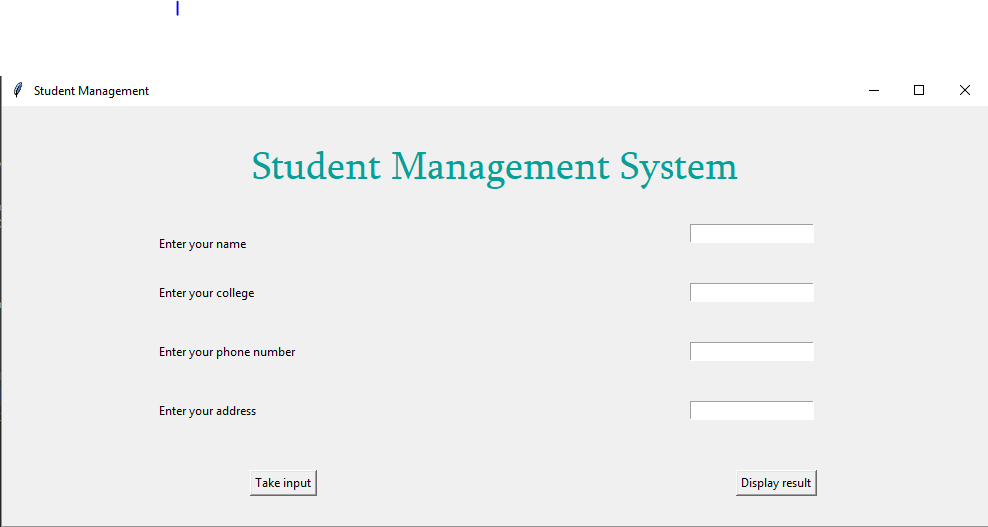 Student Management
Student Management System
Enter your name
Enter your college
Enter your phone number
Enter your address
Take input
Display result